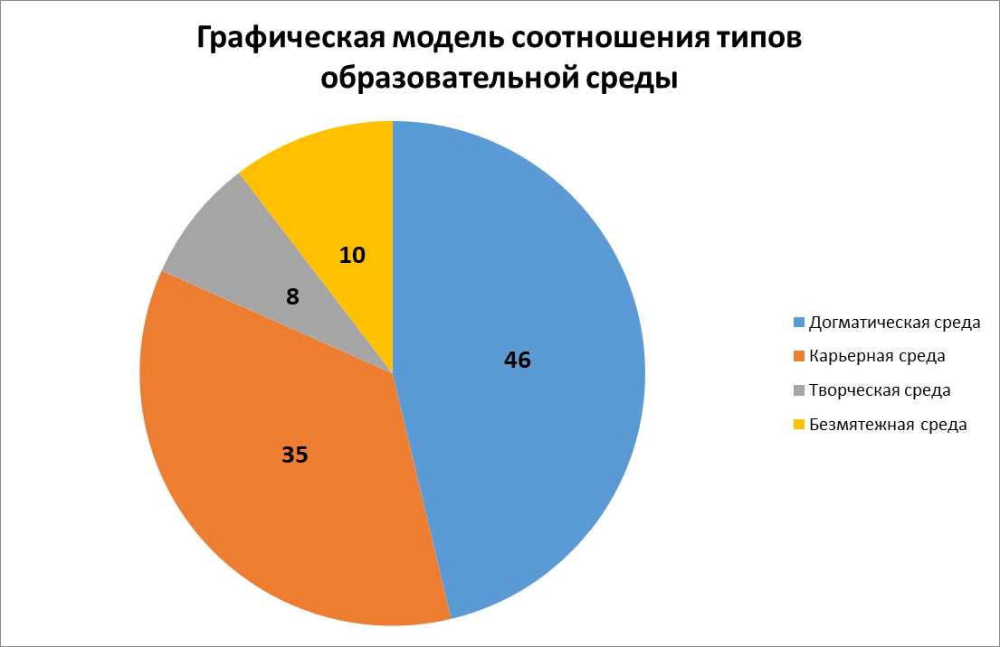 Графическая модель соотношения типов
образовательной среды
10
8
46
35
Догматическая среда
Карьерная среда
Творческая среда
Безмятежная среда